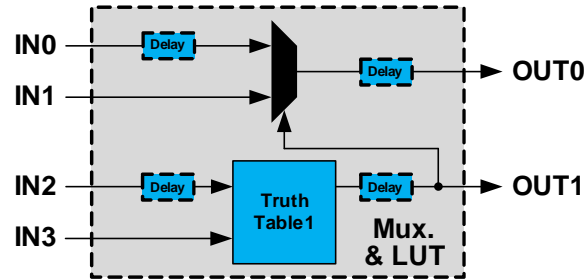 IN0
Delay
IN1
Delay
OUT0
IN2
Delay
Truth
Table1
Delay
OUT1
IN3
Mux.
& LUT